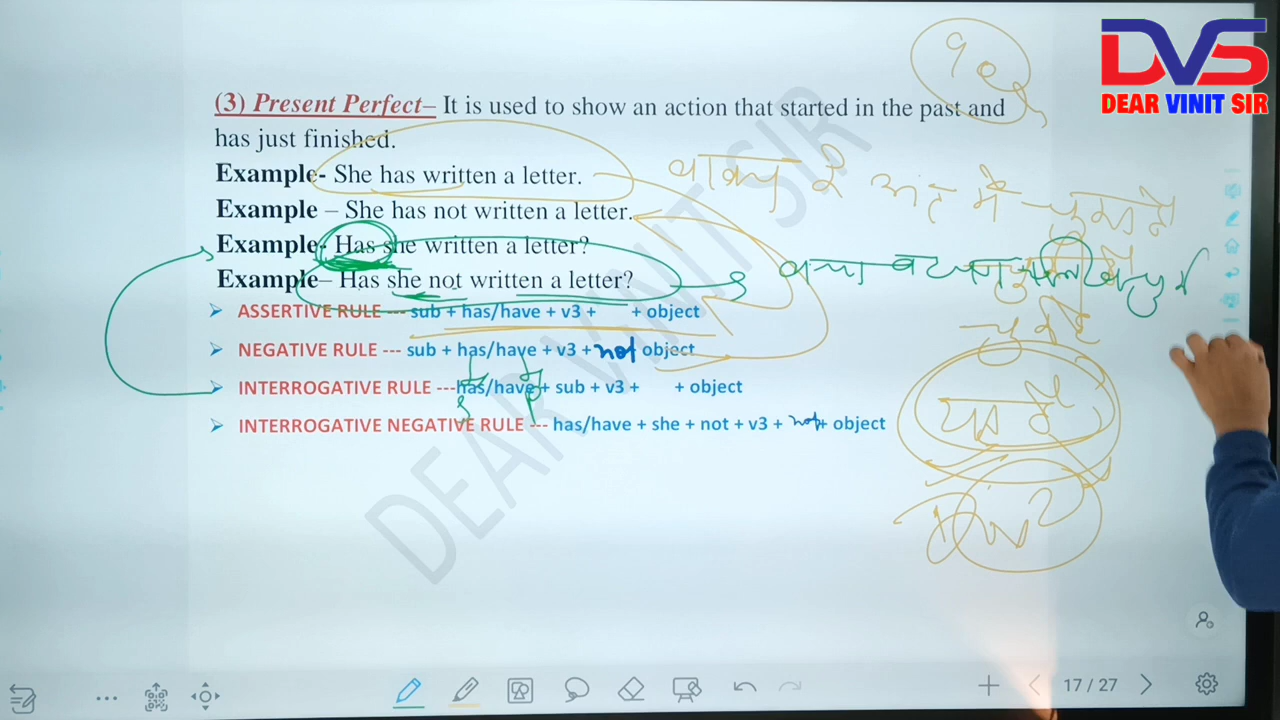 DVS
DEAR VINIT SIR
(3) Present Perfect– It is used to show an action that started in the past and
has just finished.
Example- She has written a letter.
Example – She has not written a letter.
Example- Has she written a letter?
Example– Has she not written a letter?
➢ ASSERTIVE RULE --- sub + has/have + v3 + + object
➢ NEGATIVE RULE --- sub + has/have + v3 + not object
➢ INTERROGATIVE RULE ---has/have + sub + v3 + + object
➢ INTERROGATIVE NEGATIVE RULE --- has/have + she + not + v3 + not + object
वाक्य के अंत में चुका है
DEAR VINIT SIR
17 / 27